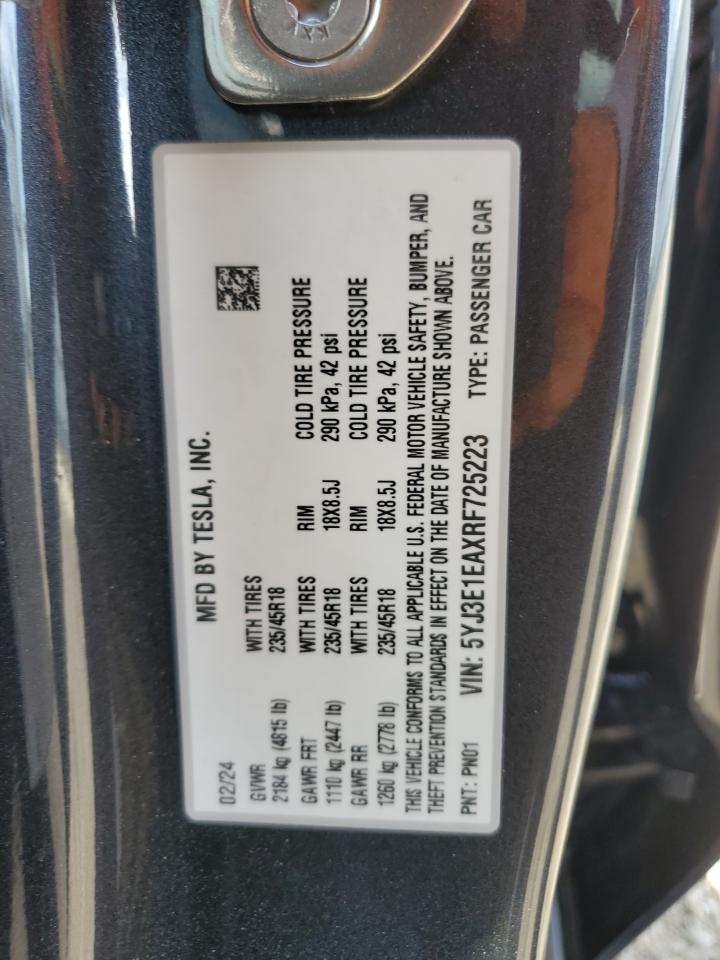 KXK
MFD BY TESLA, INC.
02/24
GVWR WITH TIRES
2184 kg (4815 lb) 235/45R18
GAWR FRT WITH TIRES RIM COLD TIRE PRESSURE
1110 kg (2447 lb) 235/45R18 18X8.5J 290 kPa, 42 psi
GAWR RR WITH TIRES RIM COLD TIRE PRESSURE
1260 kg (2778 lb) 235/45R18 18X8.5J 290 kPa, 42 psi
THIS VEHICLE CONFORMS TO ALL APPLICABLE U.S. FEDERAL MOTOR VEHICLE SAFETY, BUMPER, AND
THEFT PREVENTION STANDARDS IN EFFECT ON THE DATE OF MANUFACTURE SHOWN ABOVE.
PNT: PN01 VIN: 5YJ3E1EAXRF725223 TYPE: PASSENGER CAR